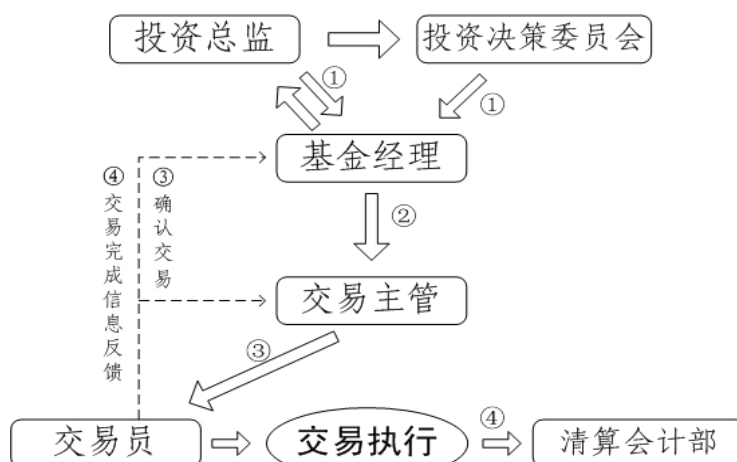 投资总监
投资决策委员会
①
①
基金经理
④交易完成信息反馈
③确认交易
②
交易主管
③
交易员
交易执行
④
清算会计部